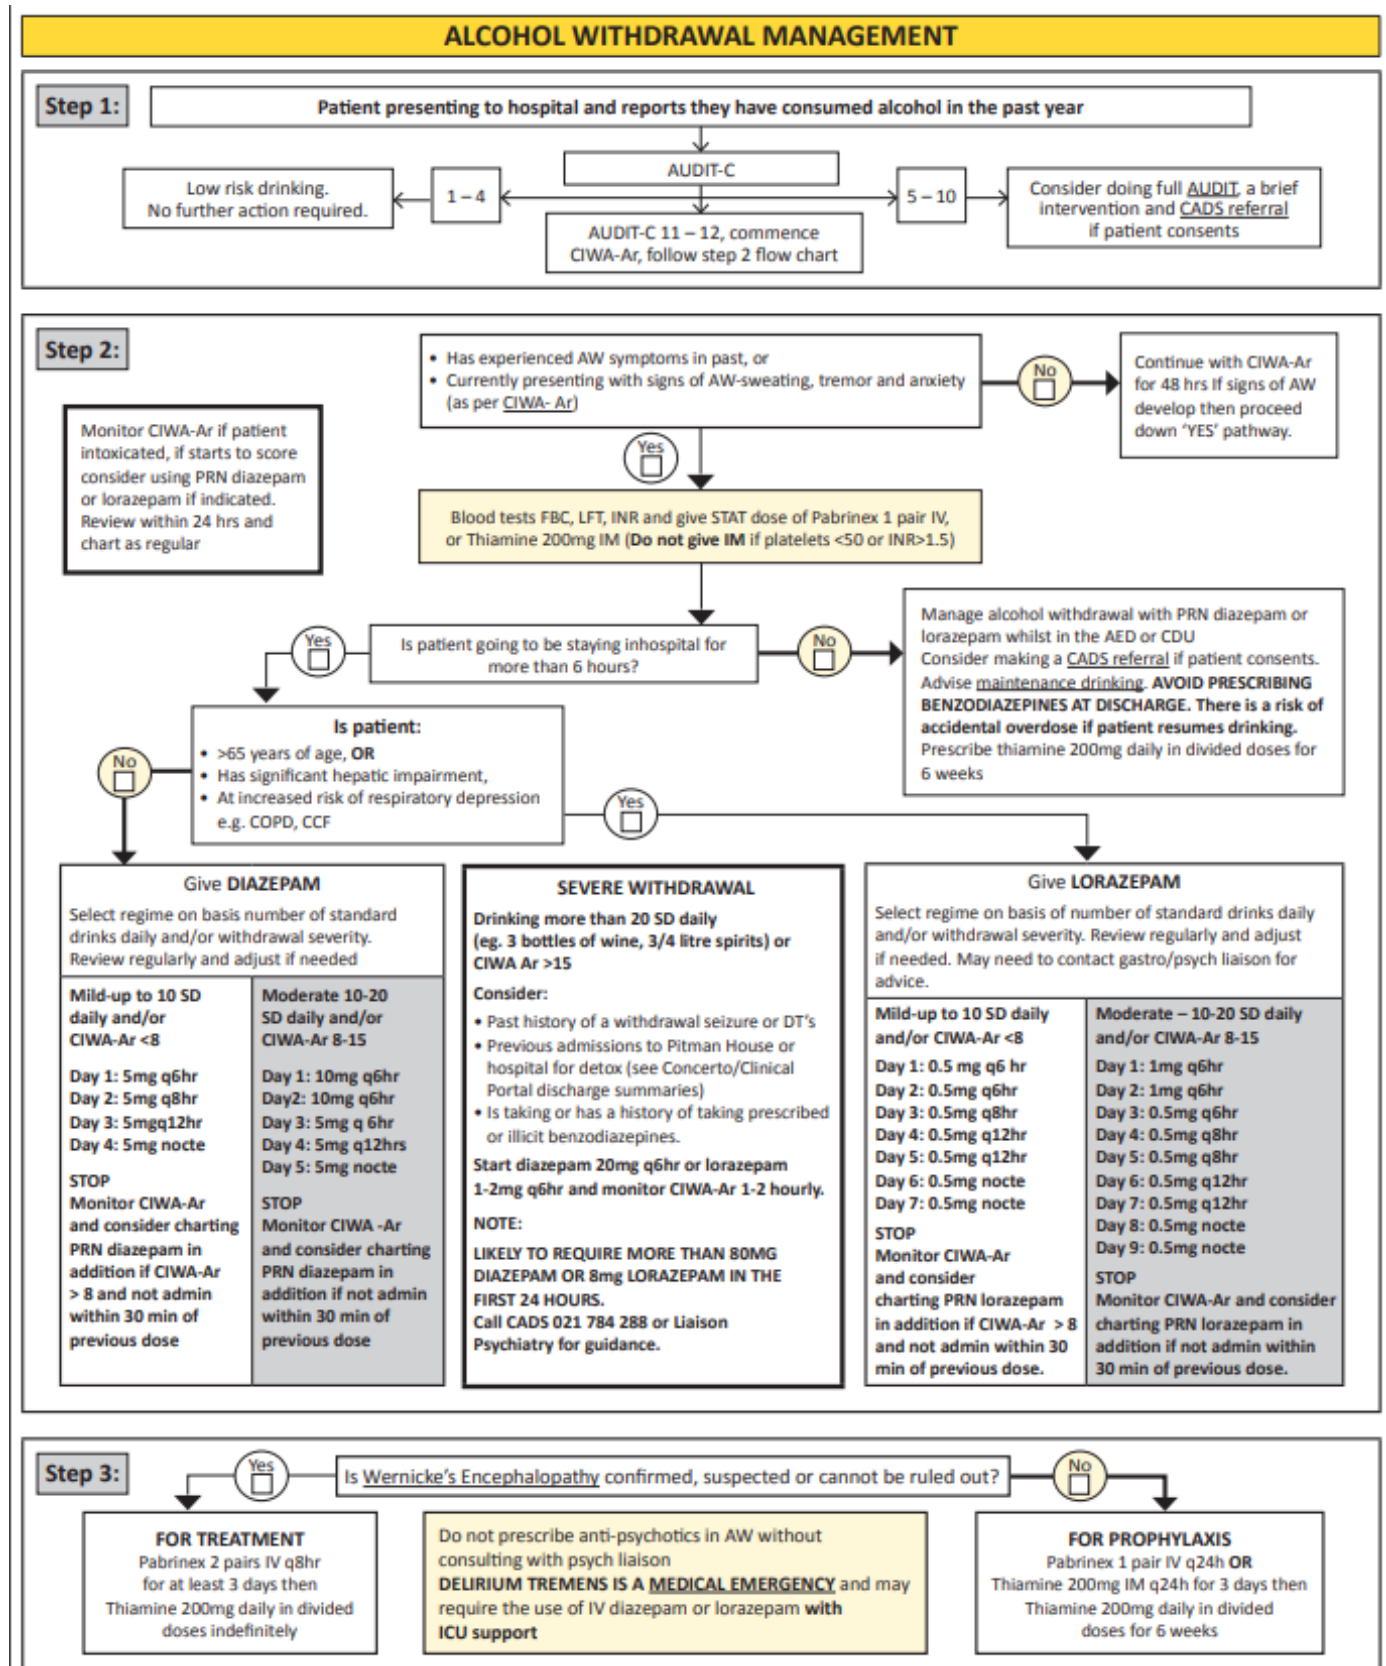 ALCOHOL WITHDRAWAL MANAGEMENT
Step 1:
Patient presenting to hospital and reports they have consumed alcohol in the past year
AUDIT-C
Low risk drinking.
No further action required.
1 – 4
5 – 10
Consider doing full AUDIT, a brief
intervention and CADS referral
if patient consents
AUDIT-C 11 – 12, commence
CIWA-Ar, follow step 2 flow chart
Step 2:
• Has experienced AW symptoms in past, or
• Currently presenting with signs of AW-sweating, tremor and anxiety
(as per CIWA- Ar)
No
Continue with CIWA-Ar
for 48 hrs If signs of AW
develop then proceed
down ‘YES’ pathway.
Monitor CIWA-Ar if patient
intoxicated, if starts to score
consider using PRN diazepam
or lorazepam if indicated.
Review within 24 hrs and
chart as regular
Yes
Blood tests FBC, LFT, INR and give STAT dose of Pabrinex 1 pair IV,
or Thiamine 200mg IM (Do not give IM if platelets <50 or INR>1.5)
Yes
Is patient going to be staying inhospital for
more than 6 hours?
No
Manage alcohol withdrawal with PRN diazepam or
lorazepam whilst in the AED or CDU
Consider making a CADS referral if patient consents.
Advise maintenance drinking. AVOID PRESCRIBING
BENZODIAZEPINES AT DISCHARGE. There is a risk of
accidental overdose if patient resumes drinking.
Prescribe thiamine 200mg daily in divided doses for
6 weeks
Is patient:
• >65 years of age, OR
• Has significant hepatic impairment,
• At increased risk of respiratory depression
e.g. COPD, CCF
No
Yes
Give DIAZEPAM
Select regime on basis number of standard
drinks daily and/or withdrawal severity.
Review regularly and adjust if needed
Mild-up to 10 SD
daily and/or
CIWA-Ar <8
Day 1: 5mg q6hr
Day 2: 5mg q8hr
Day 3: 5mgq12hr
Day 4: 5mg nocte
STOP
Monitor CIWA-Ar
and consider charting
PRN diazepam in
addition if CIWA-Ar
> 8 and not admin
within 30 min of
previous dose
Moderate 10-20
SD daily and/or
CIWA-Ar 8-15
Day 1: 10mg q6hr
Day2: 10mg q6hr
Day 3: 5mg q 6hr
Day 4: 5mg q12hrs
Day 5: 5mg nocte
STOP
Monitor CIWA -Ar
and consider charting
PRN diazepam in
addition if not admin
within 30 min of
previous dose
SEVERE WITHDRAWAL
Drinking more than 20 SD daily
(eg. 3 bottles of wine, 3/4 litre spirits) or
CIWA Ar >15
Consider:
• Past history of a withdrawal seizure or DT’s
• Previous admissions to Pitman House or
hospital for detox (see Concerto/Clinical
Portal discharge summaries)
• Is taking or has a history of taking prescribed
or illicit benzodiazepines.
Start diazepam 20mg q6hr or lorazepam
1-2mg q6hr and monitor CIWA-Ar 1-2 hourly.
NOTE:
LIKELY TO REQUIRE MORE THAN 80MG
DIAZEPAM OR 8mg LORAZEPAM IN THE
FIRST 24 HOURS.
Call CADS 021 784 288 or Liaison
Psychiatry for guidance.
Give LORAZEPAM
Select regime on basis of number of standard drinks daily
and/or withdrawal severity. Review regularly and adjust
if needed. May need to contact gastro/psych liaison for
advice.
Mild-up to 10 SD daily
and/or CIWA-Ar <8
Day 1: 0.5 mg q6 hr
Day 2: 0.5mg q6hr
Day 3: 0.5mg q8hr
Day 4: 0.5mg q12hr
Day 5: 0.5mg q12hr
Day 6: 0.5mg nocte
Day 7: 0.5mg nocte
STOP
Monitor CIWA-Ar
and consider
charting PRN lorazepam
in addition if CIWA-Ar > 8
and not admin within 30
min of previous dose.
Moderate – 10-20 SD daily
and/or CIWA-Ar 8-15
Day 1: 1mg q6hr
Day 2: 1mg q6hr
Day 3: 0.5mg q6hr
Day 4: 0.5mg q8hr
Day 5: 0.5mg q8hr
Day 6: 0.5mg q12hr
Day 7: 0.5mg q12hr
Day 8: 0.5mg nocte
Day 9: 0.5mg nocte
STOP
Monitor CIWA-Ar and consider
charting PRN lorazepam in
addition if not admin within
30 min of previous dose.
Step 3:
Yes
Is Wernicke’s Encephalopathy confirmed, suspected or cannot be ruled out?
No
FOR TREATMENT
Pabrinex 2 pairs IV q8hr
for at least 3 days then
Thiamine 200mg daily in divided
doses indefinitely
Do not prescribe anti-psychotics in AW without
consulting with psych liaison
DELIRIUM TREMENS IS A MEDICAL EMERGENCY and may
require the use of IV diazepam or lorazepam with
ICU support
FOR PROPHYLAXIS
Pabrinex 1 pair IV q24h OR
Thiamine 200mg IM q24h for 3 days then
Thiamine 200mg daily in divided
doses for 6 weeks